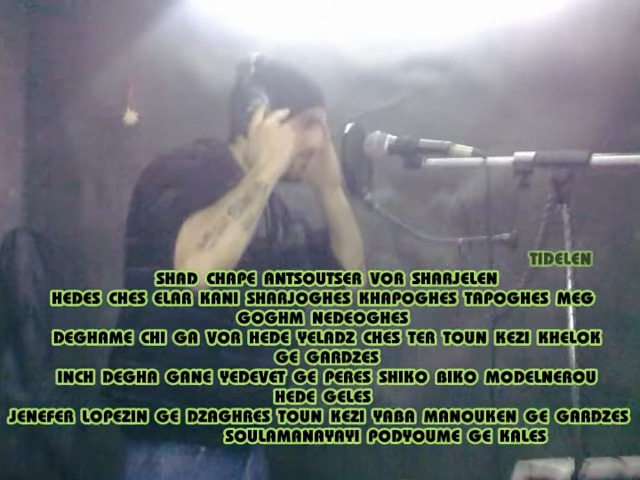 TIDELEN
SHAD CHAPE ANTSOUTSER VOR SHARJELEN
HEDES CHES ELAR KANI SHARJOGHES KHAPOGHES TAPOGHES MEG
GOGHM NEDEOGHES
DEGHAME CHI GA VOR HEDE YELADZ CHES TER TOUN KEZI KHELOK
GE GARDZES
INCH DEGHA GANE YEDEVET GE PERES SHIKO BIKO MODELNEROU
HEDE GELES
JENEFER LOPEZIN GE DZAGHRES TOUN KEZI YABA MANOUKEN GE GARDZES
SOULAMANAYAYI PODYOUME GE KALES